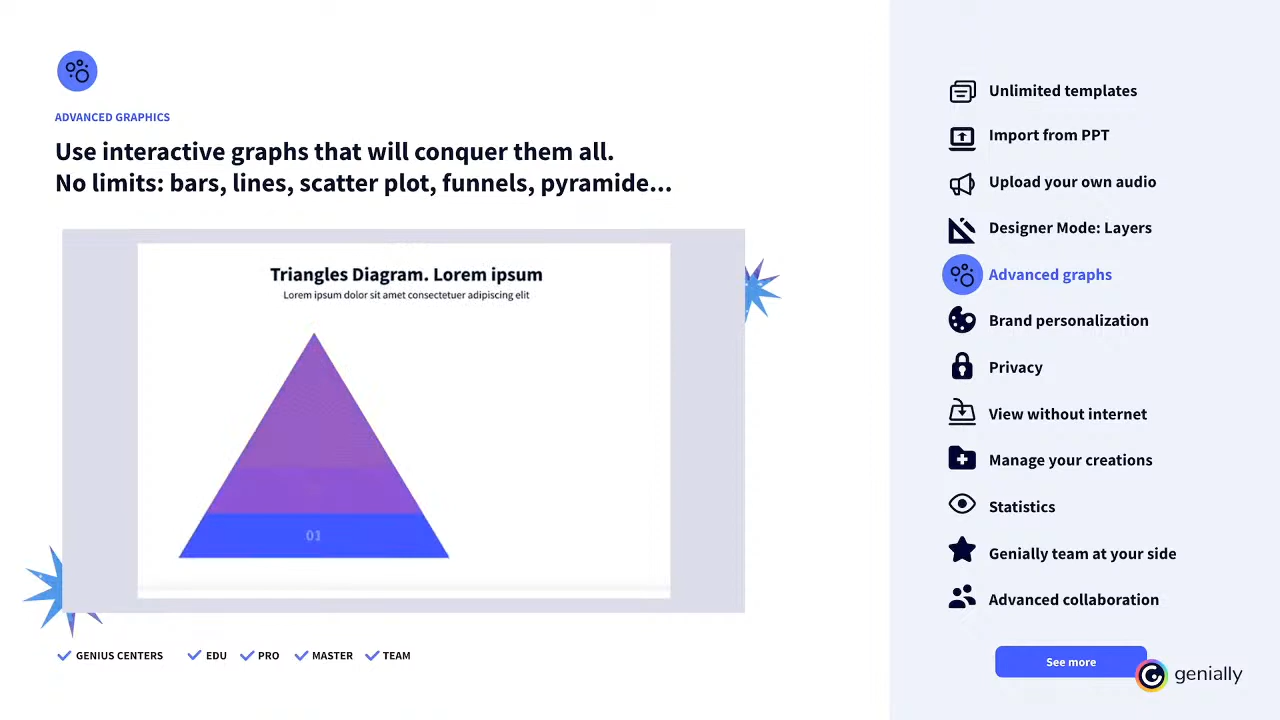 ADVANCED GRAPHICS
Use interactive graphs that will conquer them all.
No limits: bars, lines, scatter plot, funnels, pyramide...
Triangles Diagram. Lorem ipsum
Lorem ipsum dolor sit amet consectetuer adipiscing elit
01
GENIUS CENTERS EDU PRO MASTER TEAM
Unlimited templates
Import from PPT
Upload your own audio
Designer Mode: Layers
Advanced graphs
Brand personalization
Privacy
View without internet
Manage your creations
Statistics
Genially team at your side
Advanced collaboration
See more
genially